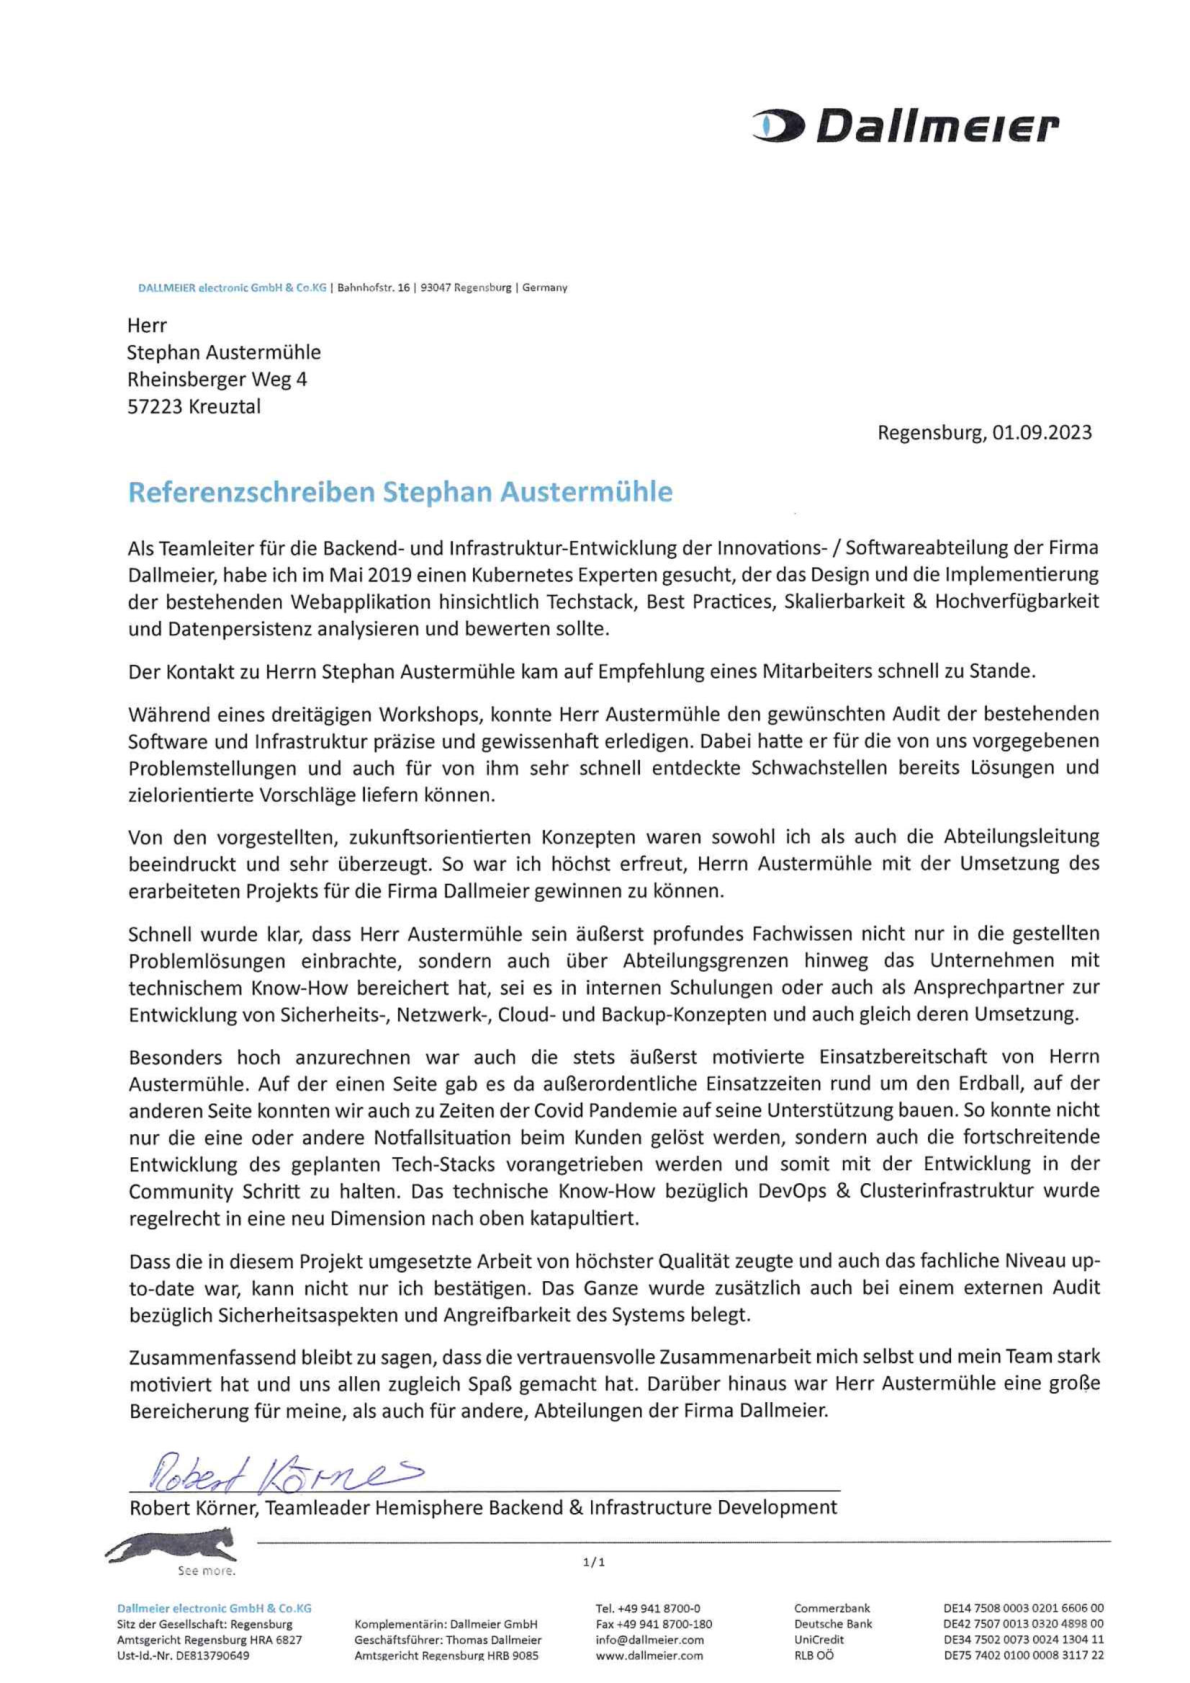 Dallmeier
DALLMEIER electronic GmbH & Co.KG | Bahnhofstr. 16 | 93047 Regensburg | Germany
Herr
Stephan Austermühle
Rheinsberger Weg 4
57223 Kreuztal
Regensburg, 01.09.2023
Referenzschreiben Stephan Austermühle
Als Teamleiter für die Backend- und Infrastruktur-Entwicklung der Innovations- / Softwareabteilung der Firma
Dallmeier, habe ich im Mai 2019 einen Kubernetes Experten gesucht, der das Design und die Implementierung
der bestehenden Webapplikation hinsichtlich Techstack, Best Practices, Skalierbarkeit & Hochverfügbarkeit
und Datenpersistenz analysieren und bewerten sollte.
Der Kontakt zu Herrn Stephan Austermühle kam auf Empfehlung eines Mitarbeiters schnell zu Stande.
Während eines dreitägigen Workshops, konnte Herr Austermühle den gewünschten Audit der bestehenden
Software und Infrastruktur präzise und gewissenhaft erledigen. Dabei hatte er für die von uns vorgegebenen
Problemstellungen und auch für von ihm sehr schnell entdeckte Schwachstellen bereits Lösungen und
zielorientierte Vorschläge liefern können.
Von den vorgestellten, zukunftsorientierten Konzepten waren sowohl ich als auch die Abteilungsleitung
beeindruckt und sehr überzeugt. So war ich höchst erfreut, Herrn Austermühle mit der Umsetzung des
erarbeiteten Projekts für die Firma Dallmeier gewinnen zu können.
Schnell wurde klar, dass Herr Austermühle sein äußerst profundes Fachwissen nicht nur in die gestellten
Problemlösungen einbrachte, sondern auch über Abteilungsgrenzen hinweg das Unternehmen mit
technischem Know-How bereichert hat, sei es in internen Schulungen oder auch als Ansprechpartner zur
Entwicklung von Sicherheits-, Netzwerk-, Cloud- und Backup-Konzepten und auch gleich deren Umsetzung.
Besonders hoch anzurechnen war auch die stets äußerst motivierte Einsatzbereitschaft von Herrn
Austermühle. Auf der einen Seite gab es da außerordentliche Einsatzzeiten rund um den Erdball, auf der
anderen Seite konnten wir auch zu Zeiten der Covid Pandemie auf seine Unterstützung bauen. So konnte nicht
nur die eine oder andere Notfallsituation beim Kunden gelöst werden, sondern auch die fortschreitende
Entwicklung des geplanten Tech-Stacks vorangetrieben werden und somit mit der Entwicklung in der
Community Schritt zu halten. Das technische Know-How bezüglich DevOps & Clusterinfrastruktur wurde
regelrecht in eine neu Dimension nach oben katapultiert.
Dass die in diesem Projekt umgesetzte Arbeit von höchster Qualität zeugte und auch das fachliche Niveau up-
to-date war, kann nicht nur ich bestätigen. Das Ganze wurde zusätzlich auch bei einem externen Audit
bezüglich Sicherheitsaspekten und Angreifbarkeit des Systems belegt.
Zusammenfassend bleibt zu sagen, dass die vertrauensvolle Zusammenarbeit mich selbst und mein Team stark
motiviert hat und uns allen zugleich Spaß gemacht hat. Darüber hinaus war Herr Austermühle eine große
Bereicherung für meine, als auch für andere, Abteilungen der Firma Dallmeier.
Robert Körner
Robert Körner, Teamleader Hemisphere Backend & Infrastructure Development
See more.
1/1
Dallmeier electronic GmbH & Co.KG
Sitz der Gesellschaft: Regensburg
Amtsgericht Regensburg HRA 6827
Ust-Id.-Nr. DE813790649
Komplementärin: Dallmeier GmbH
Geschäftsführer: Thomas Dallmeier
Amtsgericht Regensburg HRB 9085
Tel. +49 941 8700-0
Fax +49 941 8700-180
info@dallmeier.com
www.dallmeier.com
Commerzbank DE14 7508 0003 0201 6606 00
Deutsche Bank DE42 7507 0013 0320 4898 00
UniCredit DE34 7502 0073 0024 1304 11
RLB OÖ DE75 7402 0100 0008 3117 22